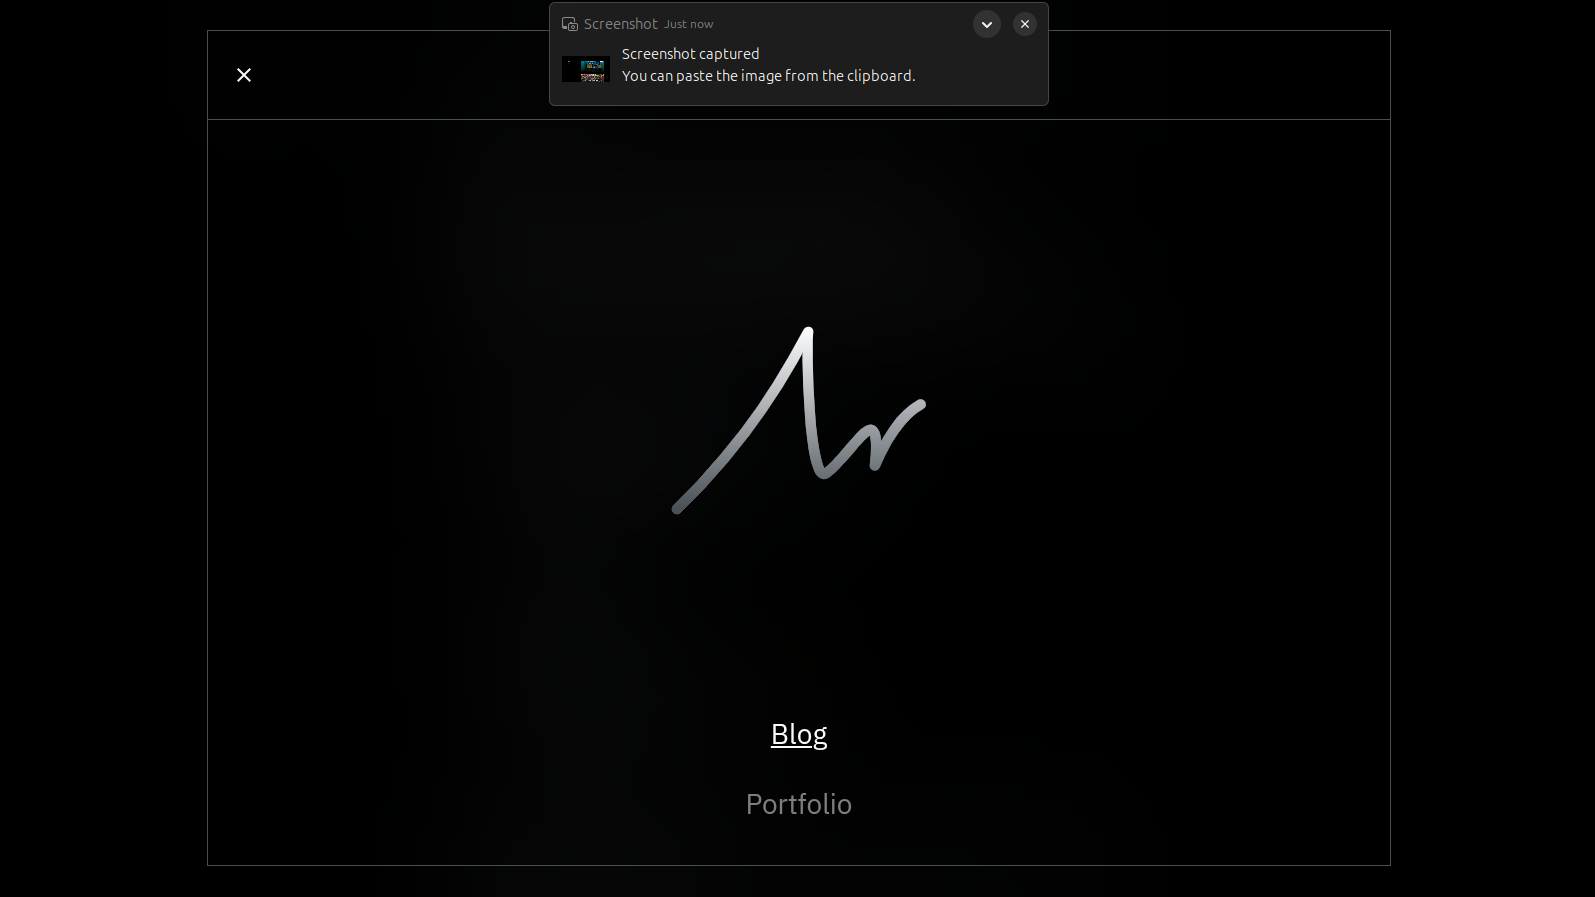 Screenshot Just now
Screenshot captured
You can paste the image from the clipboard.
Blog
Portfolio